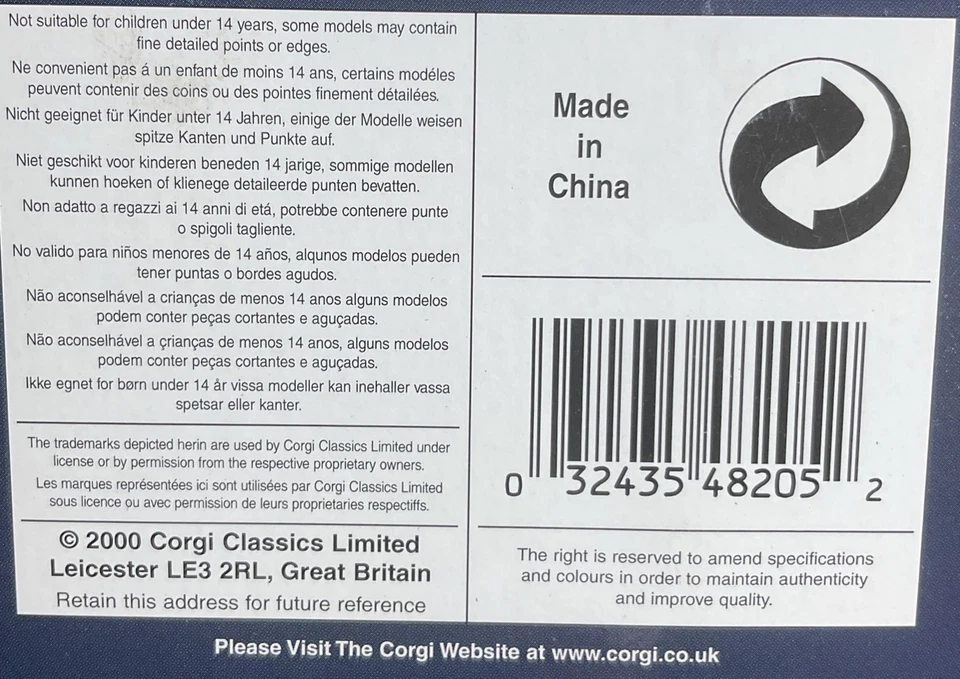 Not suitable for children under 14 years, some models may contain
fine detailed points or edges.
Ne convenient pas á un enfant de moins 14 ans, certains modéles
peuvent contenir des coins ou des pointes finement détailées.
Nicht geeignet für Kinder unter 14 Jahren, einige der Modelle weisen
spitze Kanten und Punkte auf.
Niet geschikt voor kinderen beneden 14 jarige, sommige modellen
kunnen hoeken of klienege detaileerde punten bevatten.
Non adatto a regazzi ai 14 anni di etá, potrebbe contenere punte
o spigoli tagliente.
No valido para niños menores de 14 años, alqunos modelos pueden
tener puntas o bordes agudos.
Não aconselhável a crianças de menos 14 anos alguns modelos
podem conter peças cortantes e aguçadas.
Não aconselhável a çrianças de menos 14 anos, alguns modelos
podem conter peças cortantes e aguçadas.
Ikke egnet for børn under 14 år vissa modeller kan inehaller vassa
spetsar eller kanter.
The trademarks depicted herin are used by Corgi Classics Limited under
license or by permission from the respective proprietary owners.
Les marques représentées ici sont utilisées par Corgi Classics Limited
sous licence ou avec permission de leurs proprietaries respectiffs.
© 2000 Corgi Classics Limited
Leicester LE3 2RL, Great Britain
Retain this address for future reference
Made
in
China
0 32435 48205 2
The right is reserved to amend specifications
and colours in order to maintain authenticity
and improve quality.
Please Visit The Corgi Website at www.corgi.co.uk